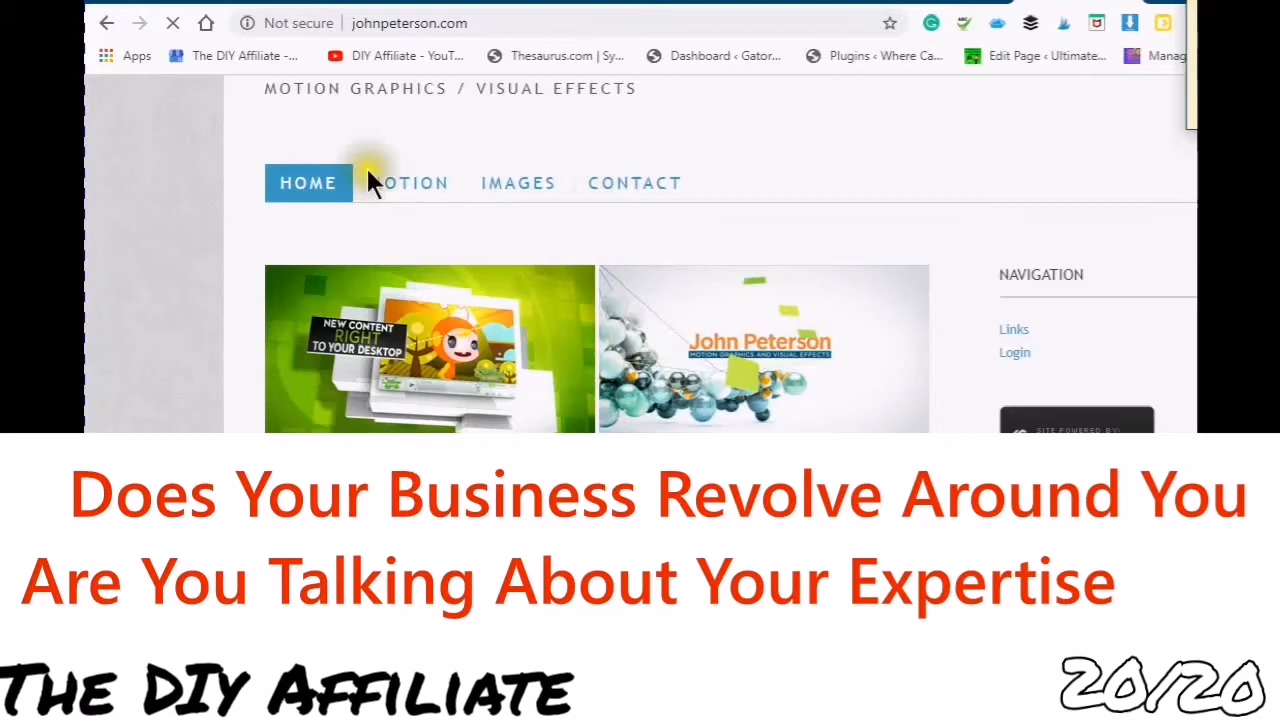 Not secure | johnpeterson.com
Apps The DIY Affiliate -... DIY Affiliate - YouT... Thesaurus.com | Sy... Dashboard ‹ Gator... Plugins ‹ Where Ca... Edit Page ‹ Ultimate... Manag
MOTION GRAPHICS / VISUAL EFFECTS
HOME OTION IMAGES CONTACT
NAVIGATION
NEW CONTENT
RIGHT
TO YOUR DESKTOP
John Peterson
MOTION GRAPHICS AND VISUAL EFFECTS
Links
Login
SITE POWERED BY:
Does Your Business Revolve Around You
Are You Talking About Your Expertise
The DIY Affiliate
20/20